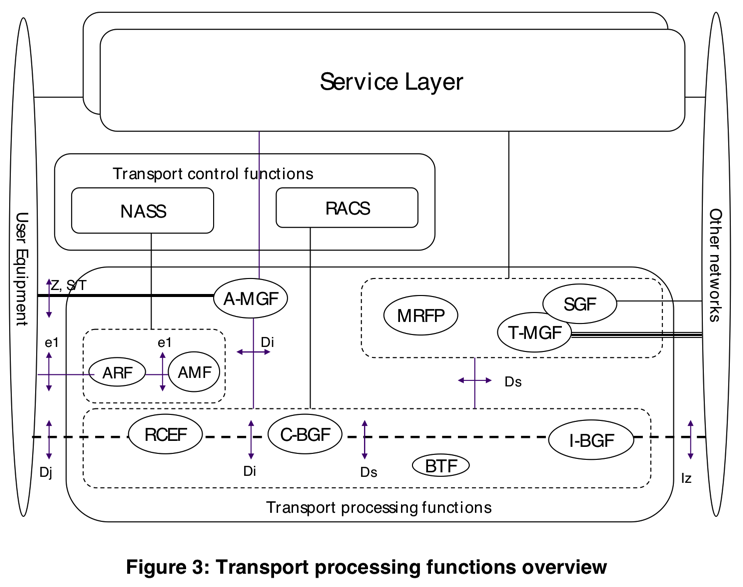 Service Layer
Transport control functions
NASS
RACS
User Equipment
Other networks
Z, S/T
A-MGF
MRFP
SGF
T-MGF
e1
e1
Di
ARF
AMF
Ds
RCEF
C-BGF
I-BGF
Dj
Di
Ds
BTF
Iz
Transport processing functions
Figure 3: Transport processing functions overview